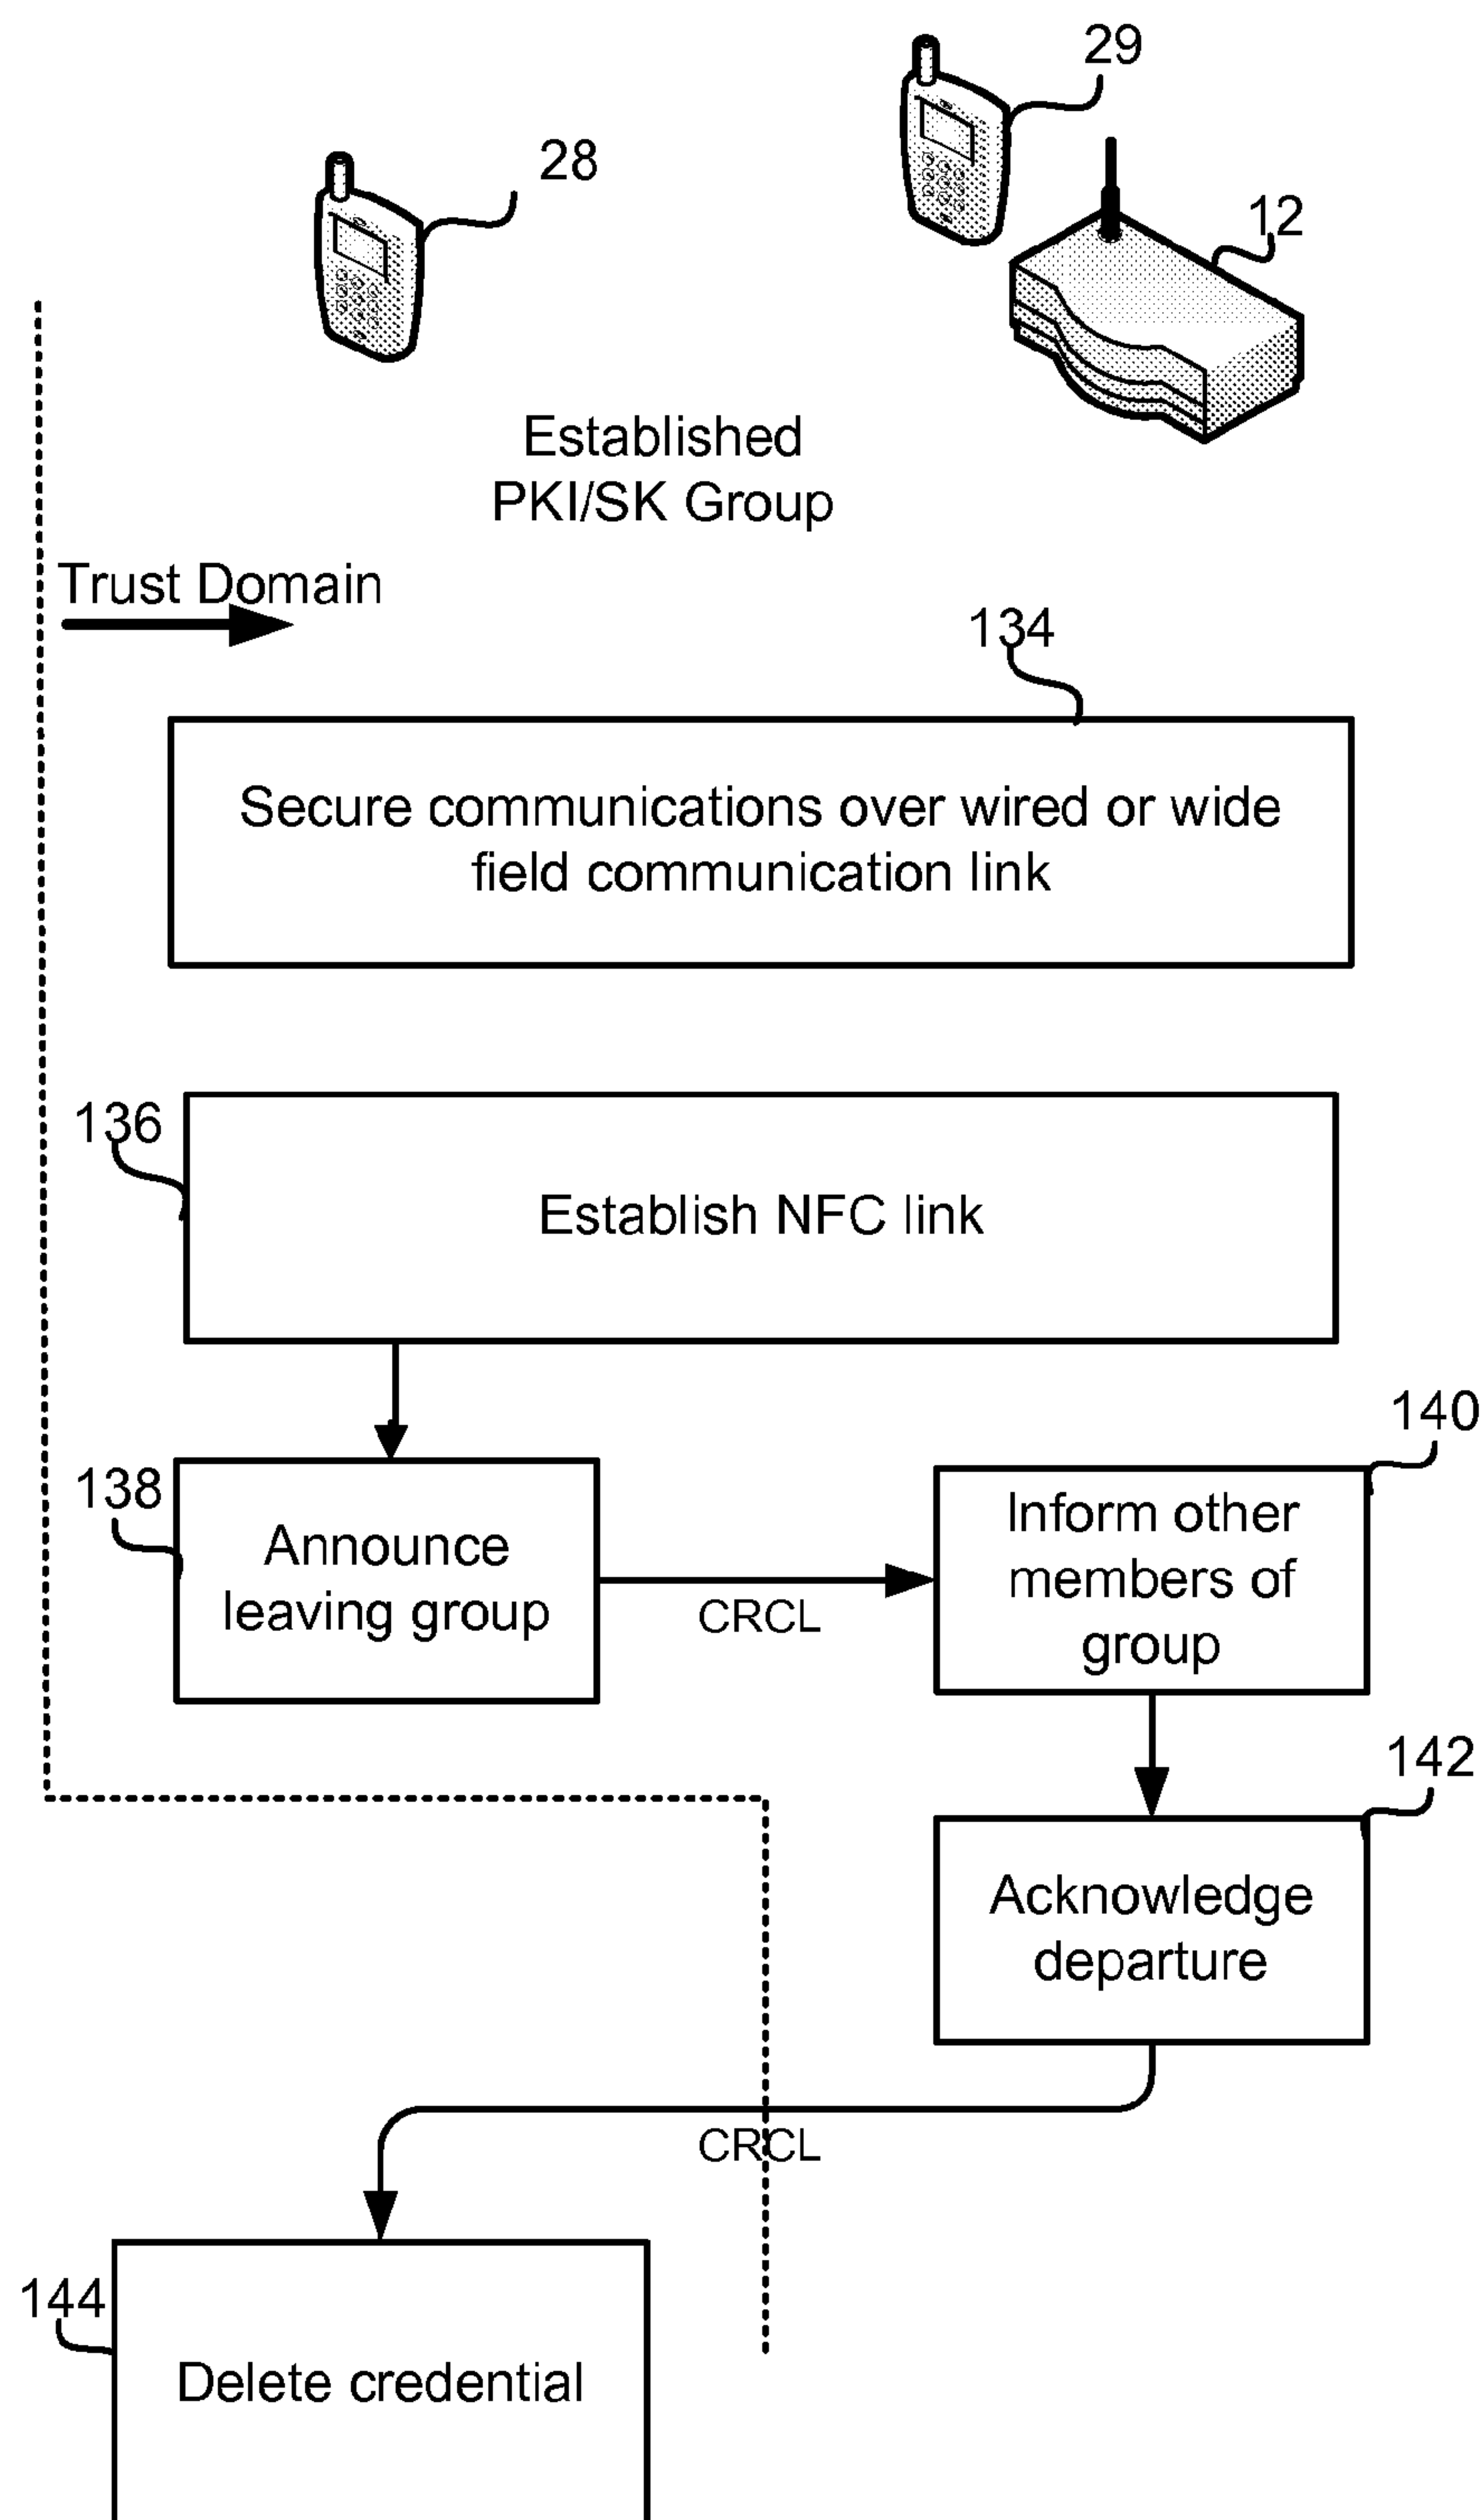 29
28
12
Established
PKI/SK Group
Trust Domain
134
Secure communications over wired or wide
field communication link
136
Establish NFC link
140
138
Announce
leaving group
CRCL
Inform other
members of
group
142
Acknowledge
departure
CRCL
144
Delete credential